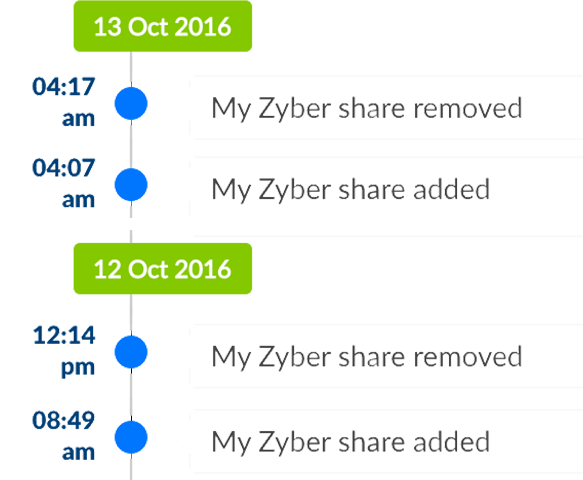 13 Oct 2016
04:17
am
My Zyber share removed
04:07
am
My Zyber share added
12 Oct 2016
12:14
pm
My Zyber share removed
08:49
am
My Zyber share added